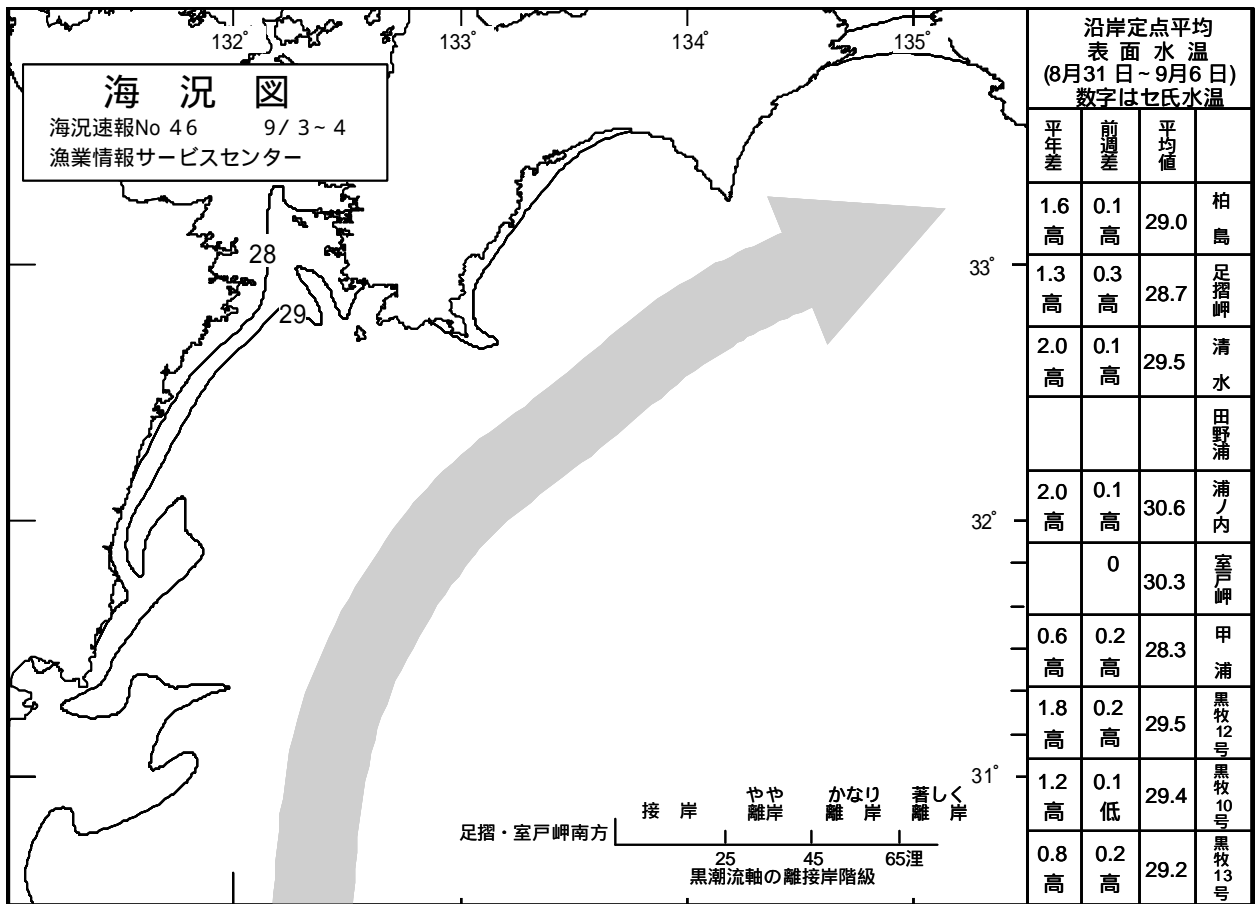 132°
133°
134°
135°
海況図
海況速報No 46 9/3~4
漁業情報サービスセンター
28
29
33°
32°
31°
接岸
やや離岸
かなり離岸
著しく離岸
足摺・室戸岬南方
25 45 65浬
黒潮流軸の離接岸階級
沿岸定点平均
表面水温
(8月31日~9月6日)
数字はセ氏水温
平年差 前週差 平均値
1.6高 0.1高 29.0 柏島
1.3高 0.3高 28.7 足摺岬
2.0高 0.1高 29.5 清水
田野浦
2.0高 0.1高 30.6 浦ノ内
0 30.3 室戸岬
0.6高 0.2高 28.3 甲浦
1.8高 0.2高 29.5 黒牧12号
1.2高 0.1低 29.4 黒牧10号
0.8高 0.2高 29.2 黒牧13号